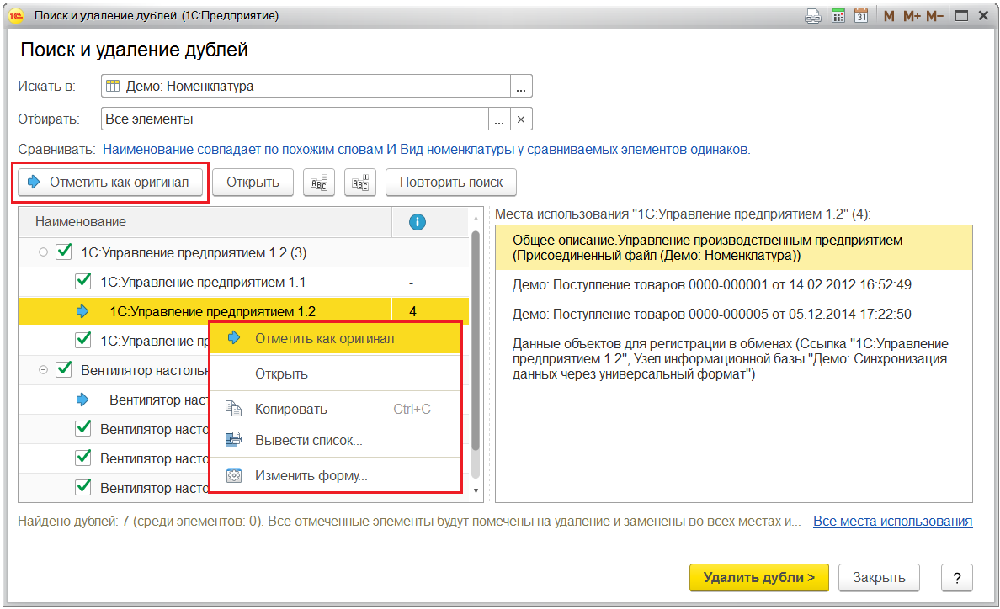 Поиск и удаление дублей (1С:Предприятие)
31 M M+ M−
Поиск и удаление дублей
Искать в: Демо: Номенклатура ...
Отбирать: Все элементы ... ×
Сравнивать: Наименование совпадает по похожим словам И Вид номенклатуры у сравниваемых элементов одинаков.
Отметить как оригинал Открыть АВС АВС Повторить поиск
Наименование i
1С:Управление предприятием 1.2 (3)
1С:Управление предприятием 1.1 -
1С:Управление предприятием 1.2 4
1С:Управление пр
Вентилятор настольн
Вентилятор наст
Вентилятор насто
Вентилятор насто
Вентилятор насто
Отметить как оригинал
Открыть
Копировать Ctrl+C
Вывести список...
Изменить форму...
Места использования "1С:Управление предприятием 1.2" (4):
Общее описание.Управление производственным предприятием
(Присоединенный файл (Демо: Номенклатура))
Демо: Поступление товаров 0000-000001 от 14.02.2012 16:52:49
Демо: Поступление товаров 0000-000005 от 05.12.2014 17:22:50
Данные объектов для регистрации в обменах (Ссылка "1С:Управление
предприятием 1.2", Узел информационной базы "Демо: Синхронизация
данных через универсальный формат")
Найдено дублей: 7 (среди элементов: 0). Все отмеченные элементы будут помечены на удаление и заменены во всех местах и... Все места использования
Удалить дубли > Закрыть ?